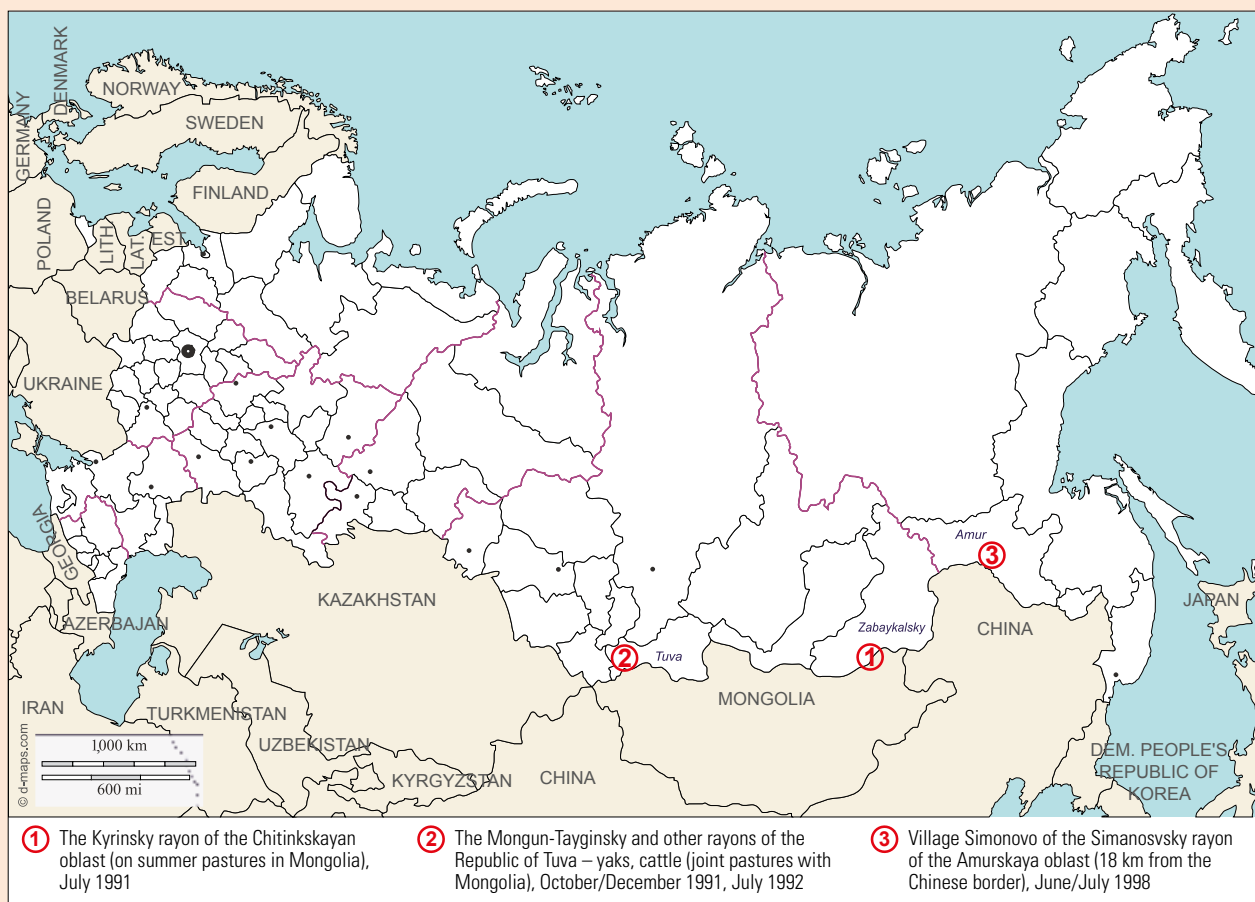 NORWAY
DENMARK
GERMANY
SWEDEN
FINLAND
POLAND
LITH.
LAT.
EST.
BELARUS
UKRAINE
GEORGIA
AZERBAIJAN
KAZAKHSTAN
IRAN
TURKMENISTAN
UZBEKISTAN
KYRGYZSTAN
CHINA
MONGOLIA
CHINA
JAPAN
DEM. PEOPLE'S
REPUBLIC OF
KOREA
Amur
3
Zabaykalsky
1
2
Tuva
1,000 km
600 mi
© d-maps.com
1 The Kyrinsky rayon of the Chitinkskayan
oblast (on summer pastures in Mongolia),
July 1991
2 The Mongun-Tayginsky and other rayons of the
Republic of Tuva – yaks, cattle (joint pastures with
Mongolia), October/December 1991, July 1992
3 Village Simonovo of the Simanosvsky rayon
of the Amurskaya oblast (18 km from the
Chinese border), June/July 1998